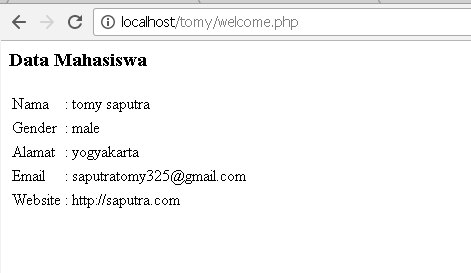 localhost/tomy/welcome.php
Data Mahasiswa
Nama : tomy saputra
Gender : male
Alamat : yogyakarta
Email : saputratomy325@gmail.com
Website : http://saputra.com